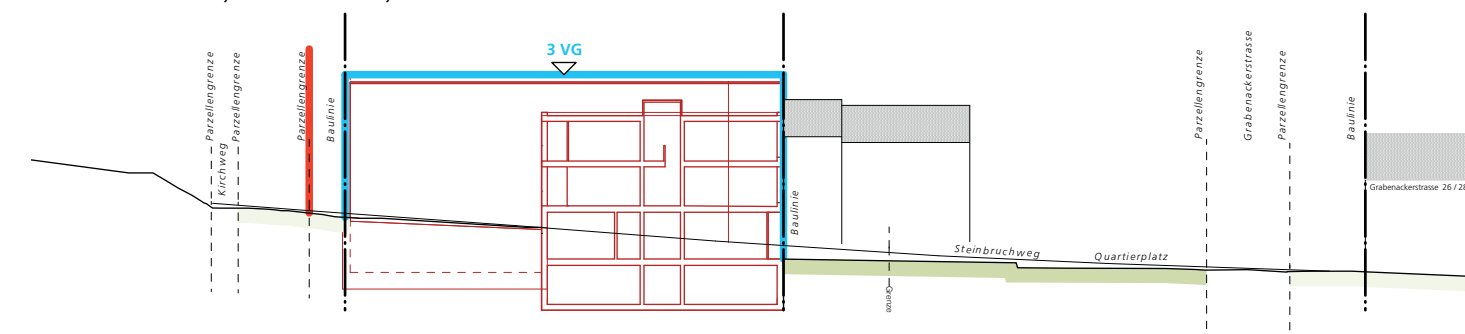 3 VG
Parzellengrenze
Kirchweg
Parzellengrenze
Parzellengrenze
Baulinie
Baulinie
Grenze
Steinbruchweg
Quartierplatz
Parzellengrenze
Grabenackerstrasse
Parzellengrenze
Baulinie
Grabenackerstrasse 26 / 28